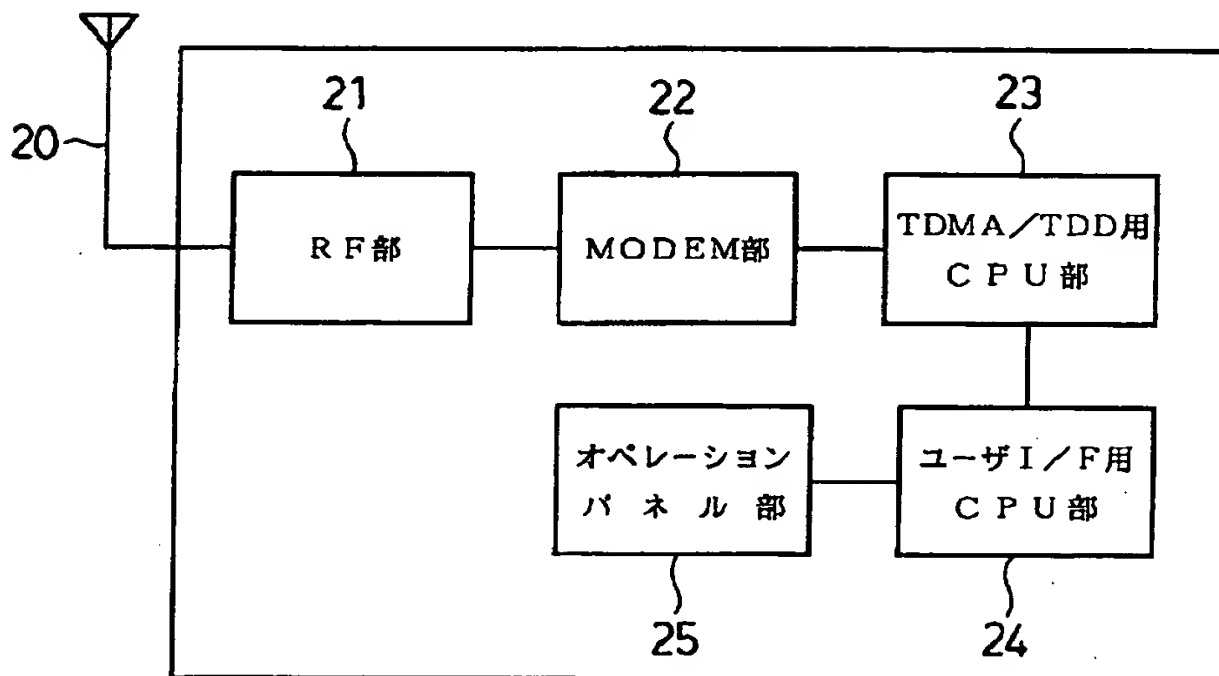 21
22
23
20
RF部
MODEM部
TDMA/TDD用
CPU部
オペレーション
パネル部
ユーザI/F用
CPU部
25
24